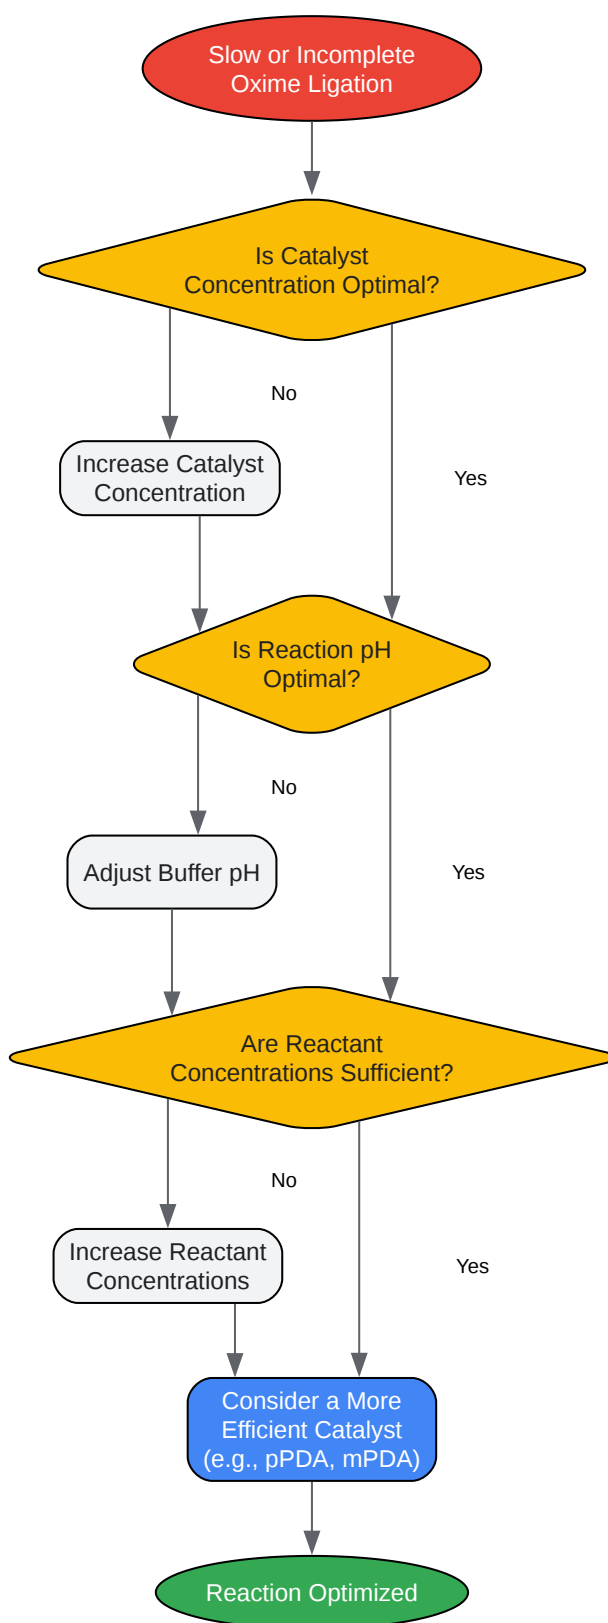 Slow or Incomplete
Oxime Ligation
Is Catalyst
Concentration Optimal?
No
Increase Catalyst
Concentration
Yes
Is Reaction pH
Optimal?
No
Adjust Buffer pH
Yes
Are Reactant
Concentrations Sufficient?
No
Increase Reactant
Concentrations
Yes
Consider a More
Efficient Catalyst
(e.g., pPDA, mPDA)
Reaction Optimized